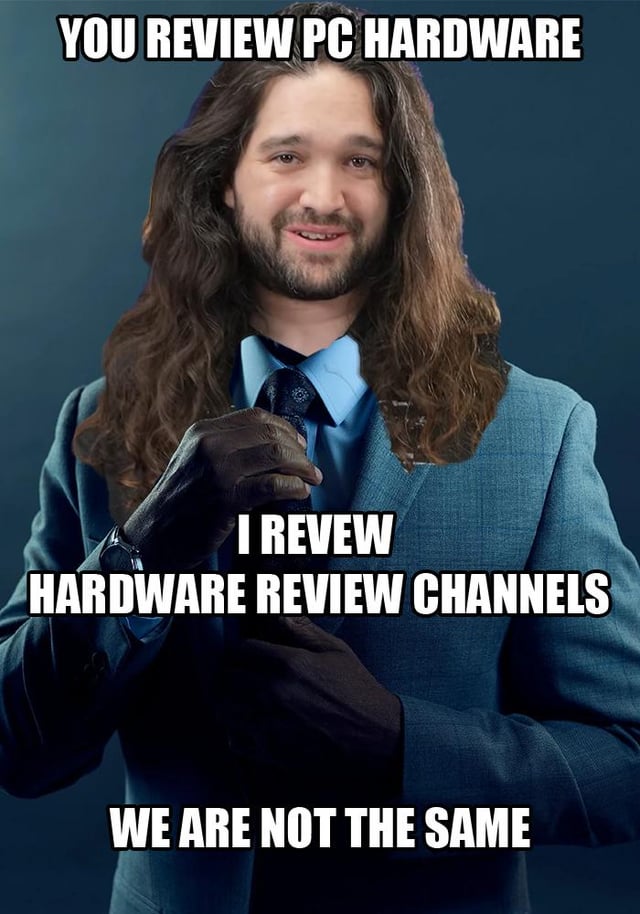 YOU REVIEW PC HARDWARE
I REVEW
HARDWARE REVIEW CHANNELS
WE ARE NOT THE SAME